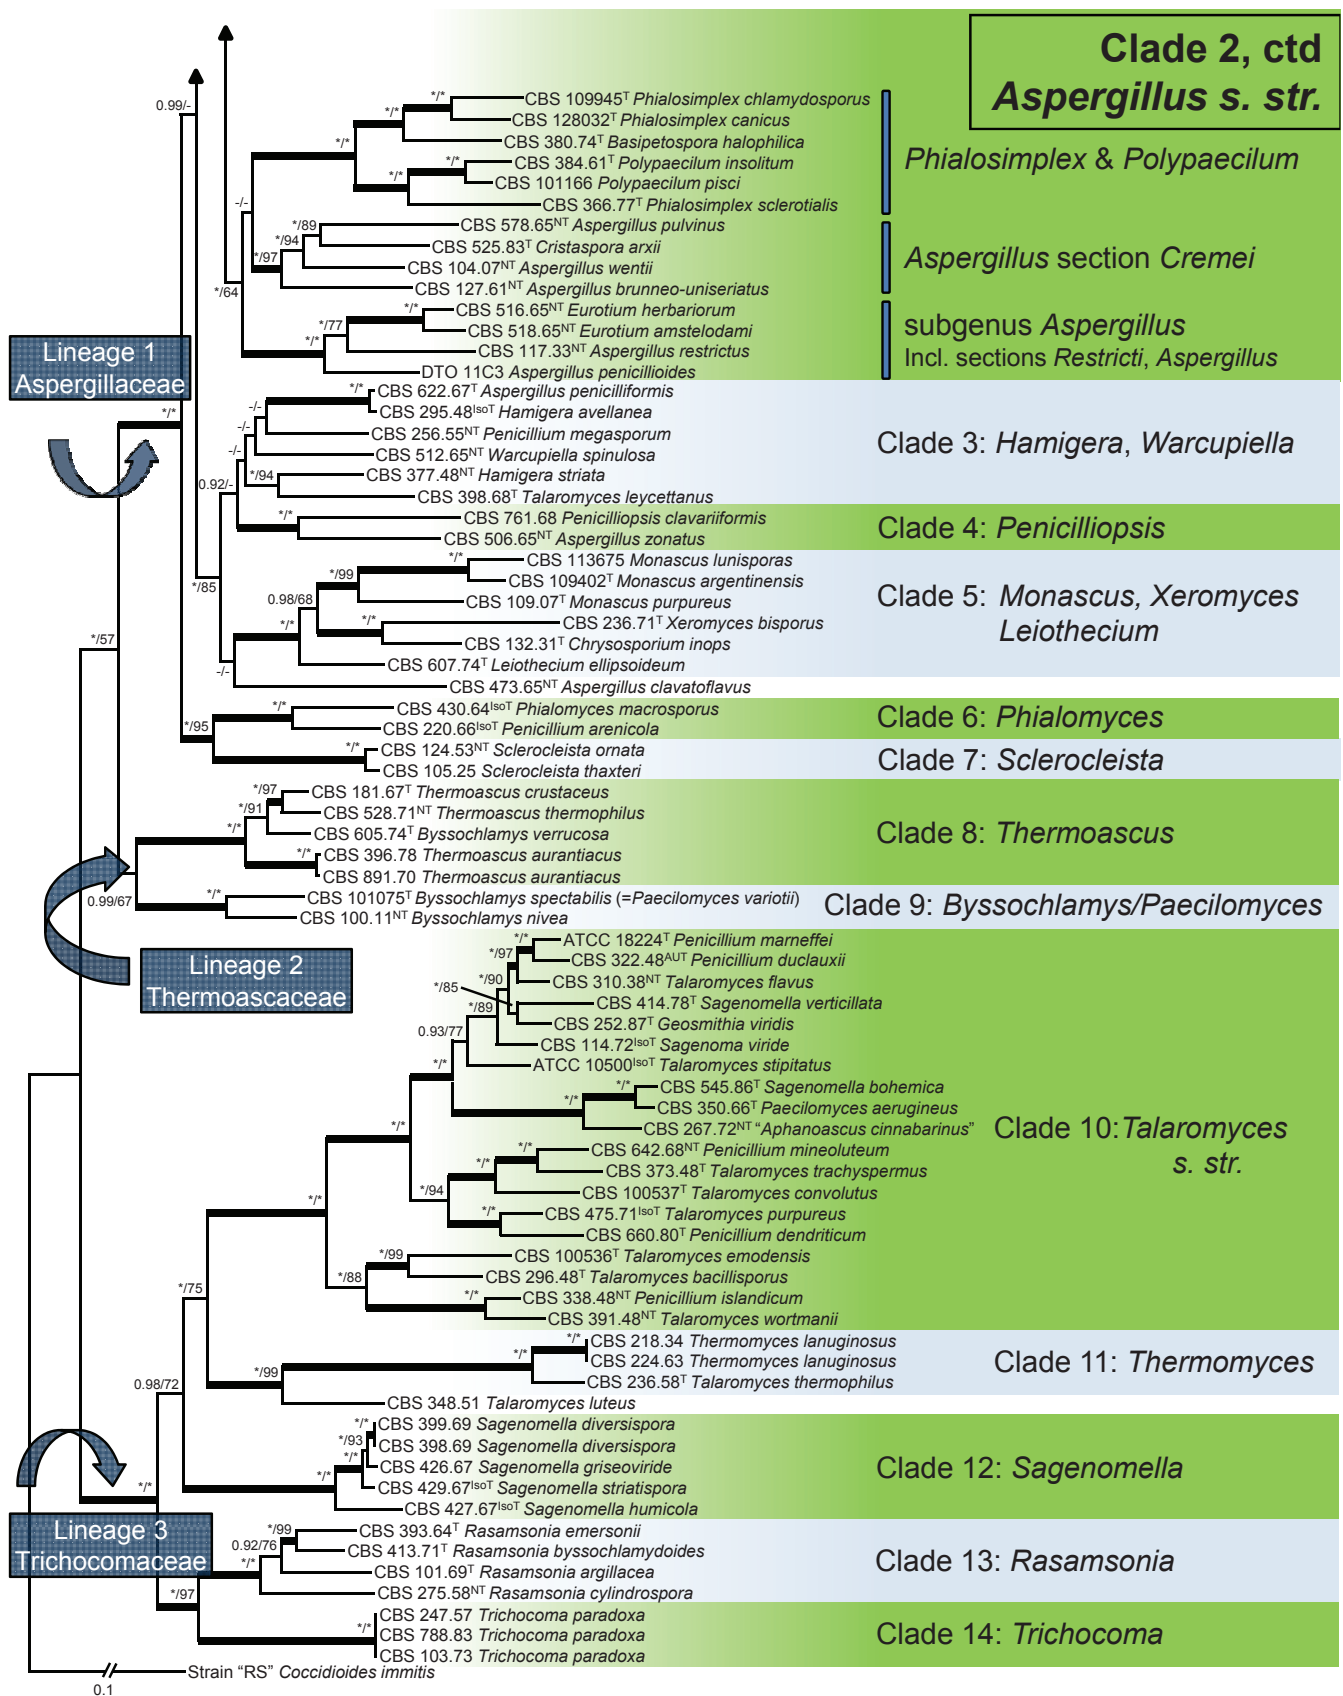 Clade 2, ctd
Aspergillus s. str.
0.99/-
*/*
CBS 109945T Phialosimplex chlamydosporus
*/*
CBS 128032T Phialosimplex canicus
*/*
CBS 380.74T Basipetospora halophilica
*/*
CBS 384.61T Polypaecilum insolitum
Phialosimplex & Polypaecilum
CBS 101166 Polypaecilum pisci
*/*
CBS 366.77T Phialosimplex sclerotialis
-/-
*/89
CBS 578.65NT Aspergillus pulvinus
*/94
CBS 525.83T Cristaspora arxii
*/97
CBS 104.07NT Aspergillus wentii
Aspergillus section Cremei
*/64
CBS 127.61NT Aspergillus brunneo-uniseriatus
*/*
CBS 516.65NT Eurotium herbariorum
*/77
CBS 518.65NT Eurotium amstelodami
subgenus Aspergillus
*/*
CBS 117.33NT Aspergillus restrictus
Incl. sections Restricti, Aspergillus
DTO 11C3 Aspergillus penicillioides
Lineage 1
Aspergillaceae
*/*
*/*
CBS 622.67T Aspergillus penicilliformis
-/-
CBS 295.48IsoT Hamigera avellanea
-/-
CBS 256.55NT Penicillium megasporum
Clade 3: Hamigera, Warcupiella
-/-
CBS 512.65NT Warcupiella spinulosa
*/94
CBS 377.48NT Hamigera striata
0.92/-
CBS 398.68T Talaromyces leycettanus
*/*
CBS 761.68 Penicilliopsis clavariiformis
Clade 4: Penicilliopsis
CBS 506.65NT Aspergillus zonatus
*/85
*/*
CBS 113675 Monascus lunisporas
*/99
CBS 109402T Monascus argentinensis
0.98/68
CBS 109.07T Monascus purpureus
Clade 5: Monascus, Xeromyces
Leiothecium
*/*
*/*
CBS 236.71T Xeromyces bisporus
CBS 132.31T Chrysosporium inops
*/57
CBS 607.74T Leiothecium ellipsoideum
-/-
CBS 473.65NT Aspergillus clavatoflavus
*/*
CBS 430.64IsoT Phialomyces macrosporus
Clade 6: Phialomyces
*/95
CBS 220.66IsoT Penicillium arenicola
*/*
CBS 124.53NT Sclerocleista ornata
Clade 7: Sclerocleista
CBS 105.25 Sclerocleista thaxteri
*/97
CBS 181.67T Thermoascus crustaceus
*/91
CBS 528.71NT Thermoascus thermophilus
*/*
CBS 605.74T Byssochlamys verrucosa
Clade 8: Thermoascus
*/*
CBS 396.78 Thermoascus aurantiacus
CBS 891.70 Thermoascus aurantiacus
0.99/67
*/*
CBS 101075T Byssochlamys spectabilis (=Paecilomyces variotii)
Clade 9: Byssochlamys/Paecilomyces
CBS 100.11NT Byssochlamys nivea
Lineage 2
Thermoascaceae
*/*
ATCC 18224T Penicillium marneffei
*/97
CBS 322.48AUT Penicillium duclauxii
*/90
CBS 310.38NT Talaromyces flavus
*/85
CBS 414.78T Sagenomella verticillata
*/89
CBS 252.87T Geosmithia viridis
0.93/77
CBS 114.72IsoT Sagenoma viride
*/*
ATCC 10500IsoT Talaromyces stipitatus
*/*
CBS 545.86T Sagenomella bohemica
*/*
CBS 350.66T Paecilomyces aerugineus
CBS 267.72NT "Aphanoascus cinnabarinus"
Clade 10:Talaromyces
s. str.
*/*
*/*
CBS 642.68NT Penicillium mineoluteum
*/*
CBS 373.48T Talaromyces trachyspermus
*/94
CBS 100537T Talaromyces convolutus
*/*
CBS 475.71IsoT Talaromyces purpureus
*/*
CBS 660.80T Penicillium dendriticum
*/99
CBS 100536T Talaromyces emodensis
*/88
CBS 296.48T Talaromyces bacillisporus
*/75
*/*
CBS 338.48NT Penicillium islandicum
CBS 391.48NT Talaromyces wortmanii
*/*
CBS 218.34 Thermomyces lanuginosus
*/*
CBS 224.63 Thermomyces lanuginosus
Clade 11: Thermomyces
*/99
CBS 236.58T Talaromyces thermophilus
0.98/72
CBS 348.51 Talaromyces luteus
*/*
CBS 399.69 Sagenomella diversispora
*/93
CBS 398.69 Sagenomella diversispora
*/*
CBS 426.67 Sagenomella griseoviride
Clade 12: Sagenomella
*/*
CBS 429.67IsoT Sagenomella striatispora
CBS 427.67IsoT Sagenomella humicola
Lineage 3
Trichocomaceae
*/99
CBS 393.64T Rasamsonia emersonii
0.92/76
CBS 413.71T Rasamsonia byssochlamydoides
*/*
CBS 101.69T Rasamsonia argillacea
Clade 13: Rasamsonia
*/97
CBS 275.58NT Rasamsonia cylindrospora
CBS 247.57 Trichocoma paradoxa
*/*
CBS 788.83 Trichocoma paradoxa
Clade 14: Trichocoma
CBS 103.73 Trichocoma paradoxa
Strain "RS" Coccidioides immitis
0.1